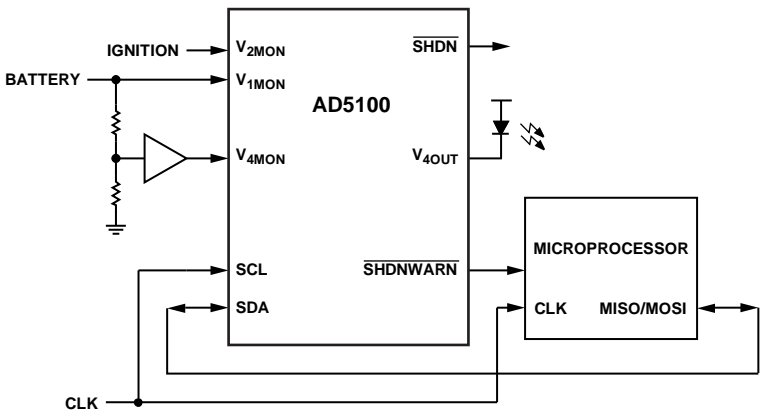 IGNITION
BATTERY
V2MON
V1MON
AD5100
SHDN
V4MON
V4OUT
SCL
SHDNWARN
SDA
MICROPROCESSOR
CLK
MISO/MOSI
CLK